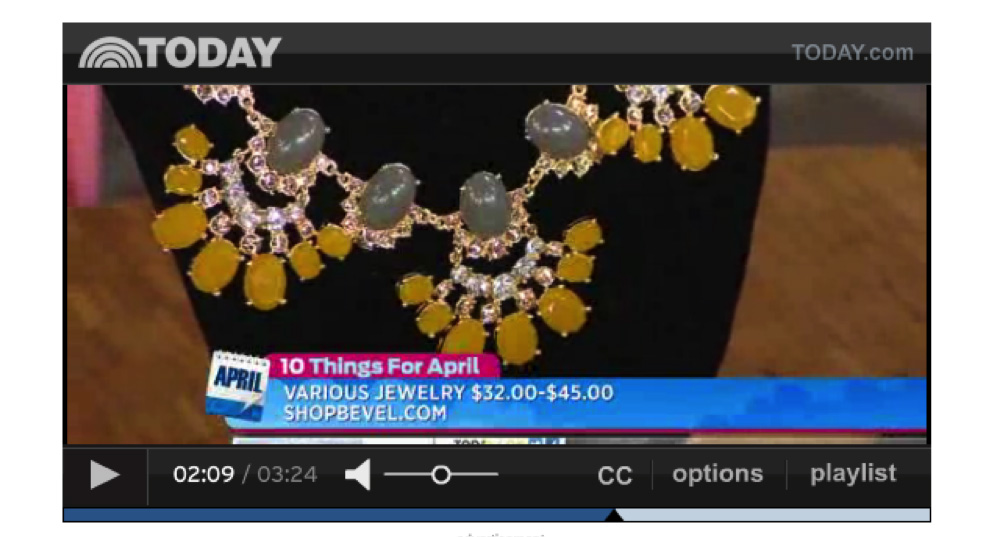 TODAY
TODAY.com
10 Things For April
APRIL
VARIOUS JEWELRY $32.00-$45.00
SHOPBEVEL.COM
02:09 / 03:24
CC
options
playlist